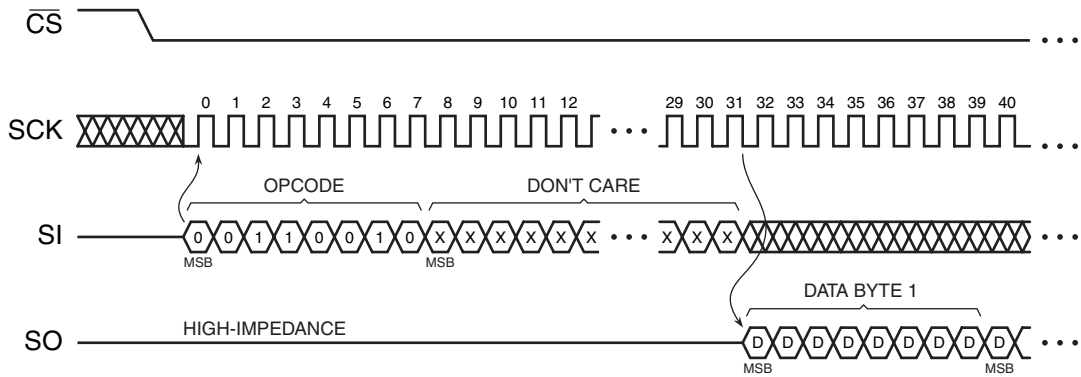 CS
0 1 2 3 4 5 6 7 8 9 10 11 12 29 30 31 32 33 34 35 36 37 38 39 40
SCK
OPCODE DON'T CARE
SI 0 0 1 1 0 0 1 0 X X X X X X X X X
MSB MSB
DATA BYTE 1
HIGH-IMPEDANCE
SO D D D D D D D D D
MSB MSB